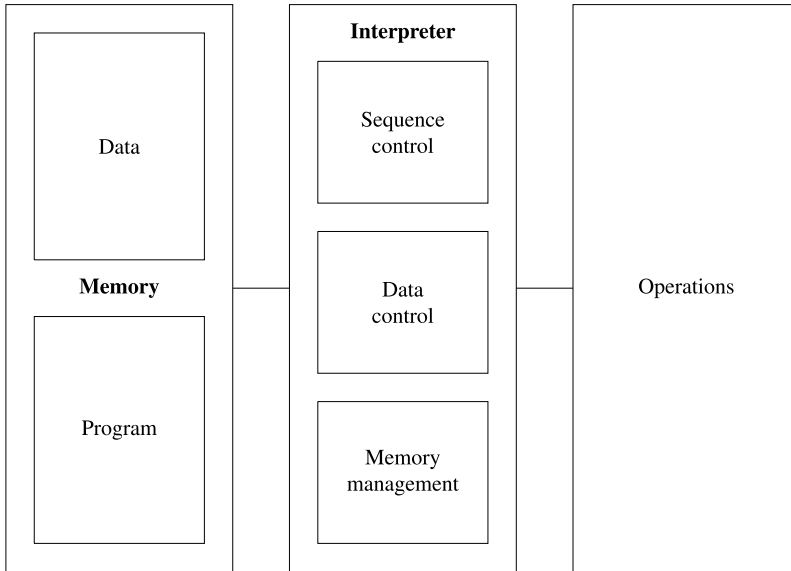 Data
Memory
Program
Interpreter
Sequence
control
Data
control
Memory
management
Operations